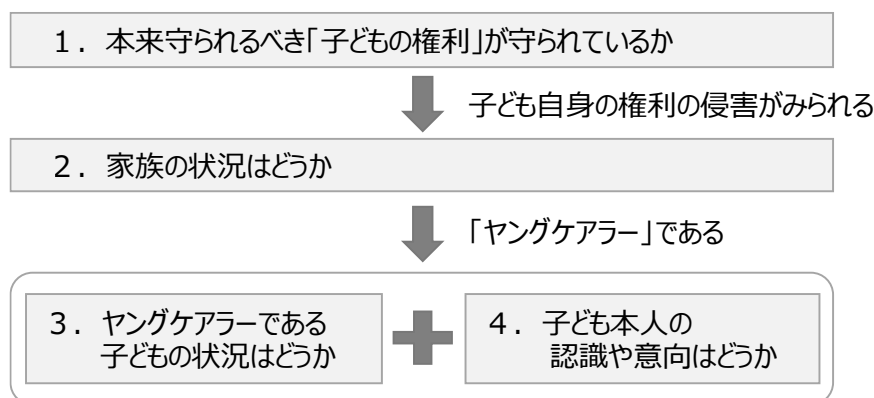 １．本来守られるべき「子どもの権利」が守られているか
子ども自身の権利の侵害がみられる
２．家族の状況はどうか
「ヤングケアラー」である
３．ヤングケアラーである
子どもの状況はどうか
４．子ども本人の
認識や意向はどうか